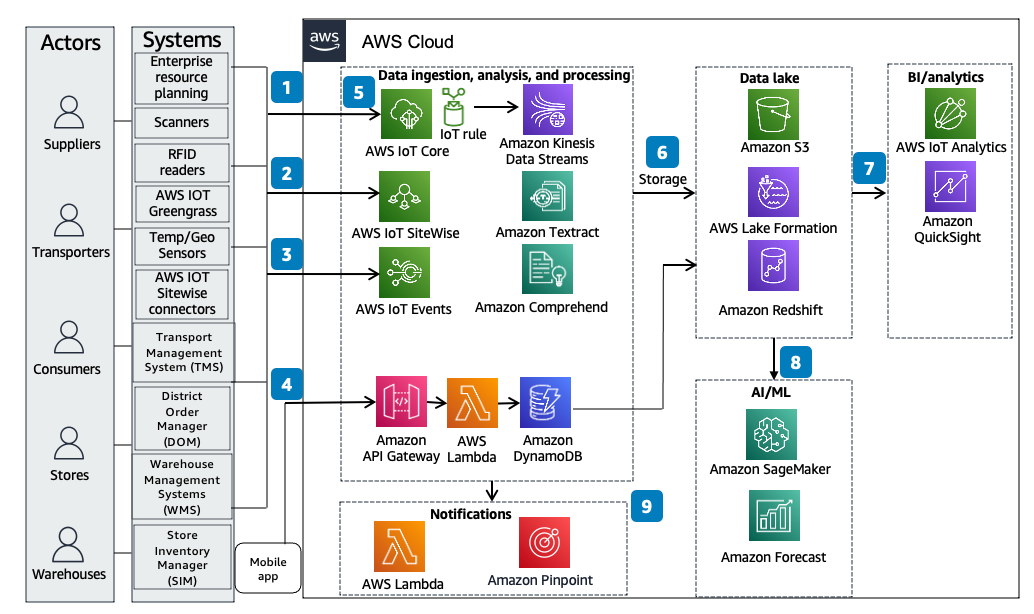 Actors
Suppliers
Transporters
Consumers
Stores
Warehouses
Systems
Enterprise
resource
planning
Scanners
RFID
readers
AWS IOT
Greengrass
Temp/Geo
Sensors
AWS IOT
Sitewise
connectors
Transport
Management
System (TMS)
District
Order
Manager
(DOM)
Warehouse
Management
Systems
(WMS)
Store
Inventory
Manager
(SIM)
Mobile
app
1
2
3
4
aws
AWS Cloud
Data ingestion, analysis, and processing
5
AWS IoT Core
IoT rule
Amazon Kinesis
Data Streams
AWS IoT SiteWise
Amazon Textract
AWS IoT Events
Amazon Comprehend
Amazon
API Gateway
AWS
Lambda
Amazon
DynamoDB
6
Storage
Data lake
Amazon S3
AWS Lake Formation
Amazon Redshift
7
BI/analytics
AWS IoT Analytics
Amazon
QuickSight
8
AI/ML
Amazon SageMaker
Amazon Forecast
9
Notifications
AWS Lambda
Amazon Pinpoint